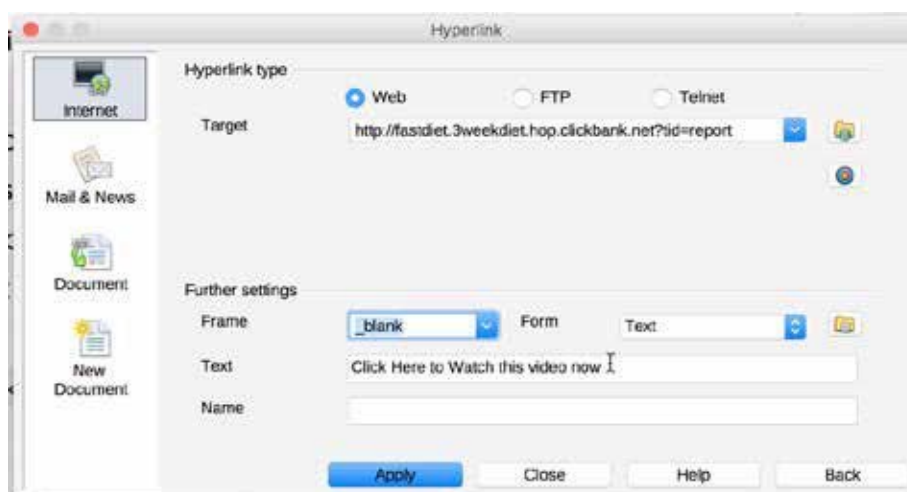 Hyperlink
Internet
Mail & News
Document
New
Document
Hyperlink type
Web FTP Telnet
Target http://fastdiet.3weekdiet.hop.clickbank.net?tid=report
Further settings
Frame _blank Form Text
Text Click Here to Watch this video now
Name
Apply Close Help Back